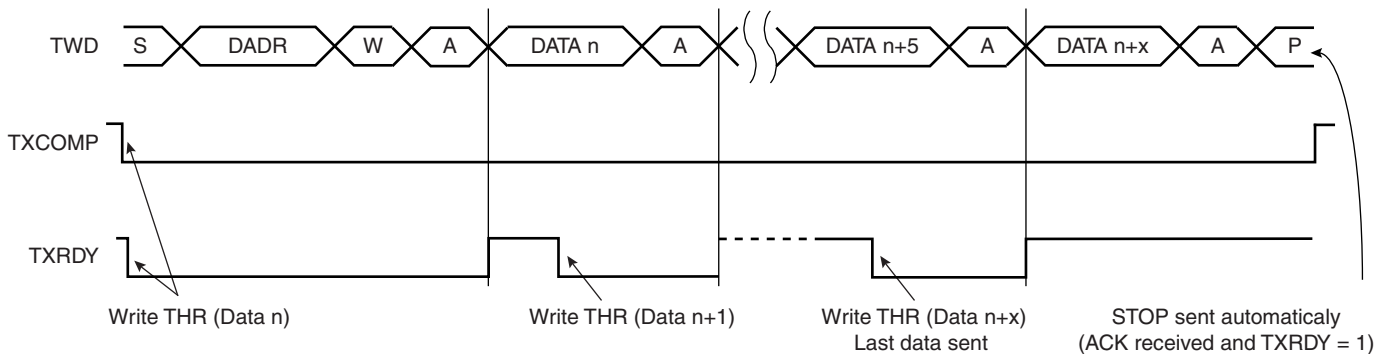 TWD S DADR W A DATA n A DATA n+5 A DATA n+x A P
TXCOMP
TXRDY
Write THR (Data n) Write THR (Data n+1) Write THR (Data n+x) STOP sent automaticaly
Last data sent (ACK received and TXRDY = 1)